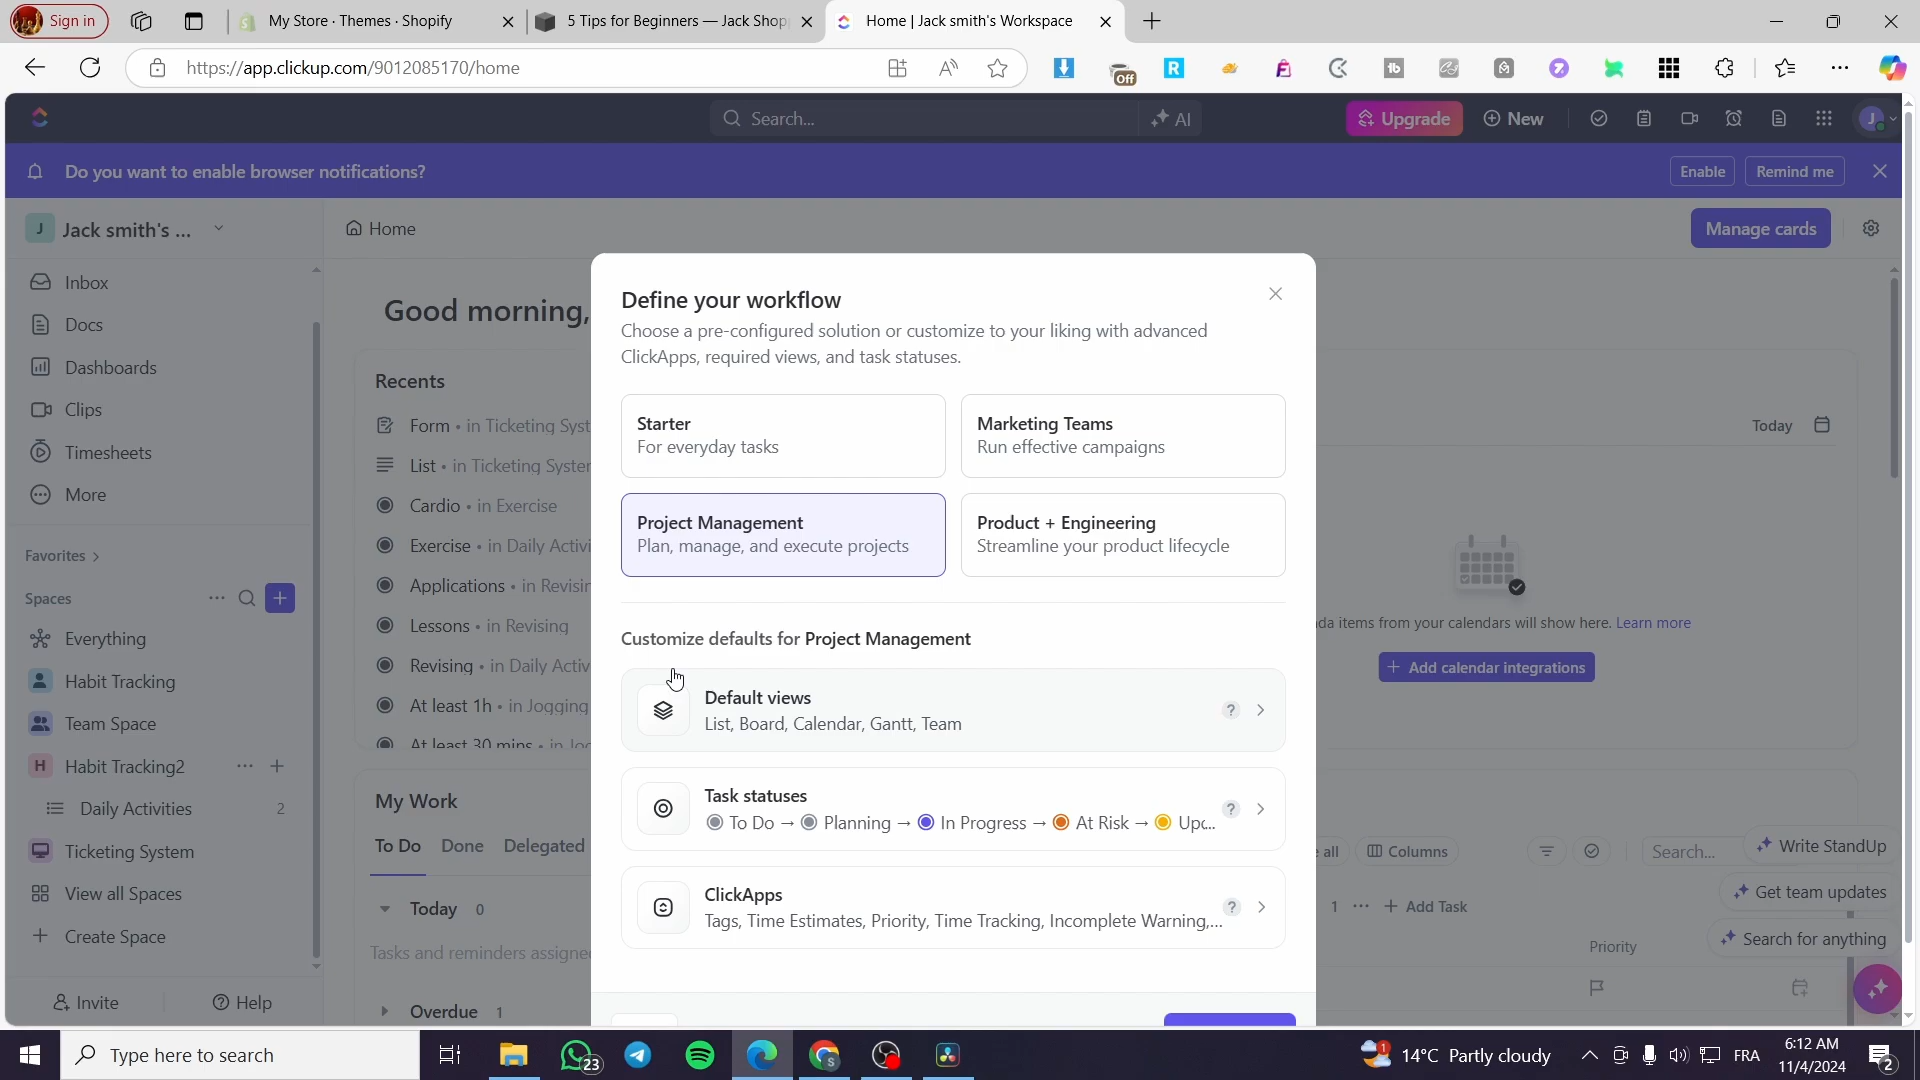 Sign in
My Store · Themes · Shopify
5 Tips for Beginners — Jack Shop
Home | Jack smith's Workspace
https://app.clickup.com/9012085170/home
Off
Search...
AI
Upgrade
New
J
Do you want to enable browser notifications?
Enable
Remind me
J Jack smith's ...
Home
Manage cards
Inbox
Docs
Dashboards
Clips
Timesheets
More
Favorites
Spaces
Everything
Habit Tracking
Team Space
H Habit Tracking2
Daily Activities 2
Ticketing System
View all Spaces
Create Space
Invite
Help
Good morning,
Recents
Form • in Ticketing Syst
List • in Ticketing System
Cardio • in Exercise
Exercise • in Daily Activi
Applications • in Revisin
Lessons • in Revising
Revising • in Daily Activ
At least 1h • in Jogging
At least 30 mins • in Jog
My Work
To Do Done Delegated
Today 0
Tasks and reminders assigne
Overdue 1
Define your workflow
Choose a pre-configured solution or customize to your liking with advanced
ClickApps, required views, and task statuses.
Starter
For everyday tasks
Marketing Teams
Run effective campaigns
Project Management
Plan, manage, and execute projects
Product + Engineering
Streamline your product lifecycle
Customize defaults for Project Management
Default views
List, Board, Calendar, Gantt, Team
?
Task statuses
To Do → Planning → In Progress → At Risk → Upc...
?
ClickApps
Tags, Time Estimates, Priority, Time Tracking, Incomplete Warning,...
?
Today
da items from your calendars will show here. Learn more
+ Add calendar integrations
e all
Columns
Search...
Write StandUp
Get team updates
1 ... + Add Task
Search for anything
Priority
Type here to search
23
1
14°C Partly cloudy
FRA
6:12 AM
11/4/2024
2